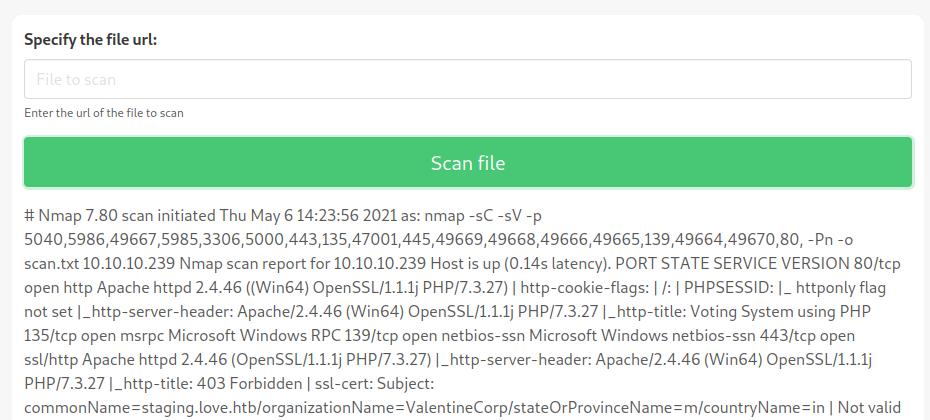 Specify the file url:
File to scan
Enter the url of the file to scan
Scan file
# Nmap 7.80 scan initiated Thu May 6 14:23:56 2021 as: nmap -sC -sV -p
5040,5986,49667,5985,3306,5000,443,135,47001,445,49669,49668,49666,49665,139,49664,49670,80, -Pn -o
scan.txt 10.10.10.239 Nmap scan report for 10.10.10.239 Host is up (0.14s latency). PORT STATE SERVICE VERSION 80/tcp
open http Apache httpd 2.4.46 ((Win64) OpenSSL/1.1.1j PHP/7.3.27) | http-cookie-flags: | /: | PHPSESSID: |_ httponly flag
not set |_http-server-header: Apache/2.4.46 (Win64) OpenSSL/1.1.1j PHP/7.3.27 |_http-title: Voting System using PHP
135/tcp open msrpc Microsoft Windows RPC 139/tcp open netbios-ssn Microsoft Windows netbios-ssn 443/tcp open
ssl/http Apache httpd 2.4.46 (OpenSSL/1.1.1j PHP/7.3.27) |_http-server-header: Apache/2.4.46 (Win64) OpenSSL/1.1.1j
PHP/7.3.27 |_http-title: 403 Forbidden | ssl-cert: Subject:
commonName=staging.love.htb/organizationName=ValentineCorp/stateOrProvinceName=m/countryName=in | Not valid